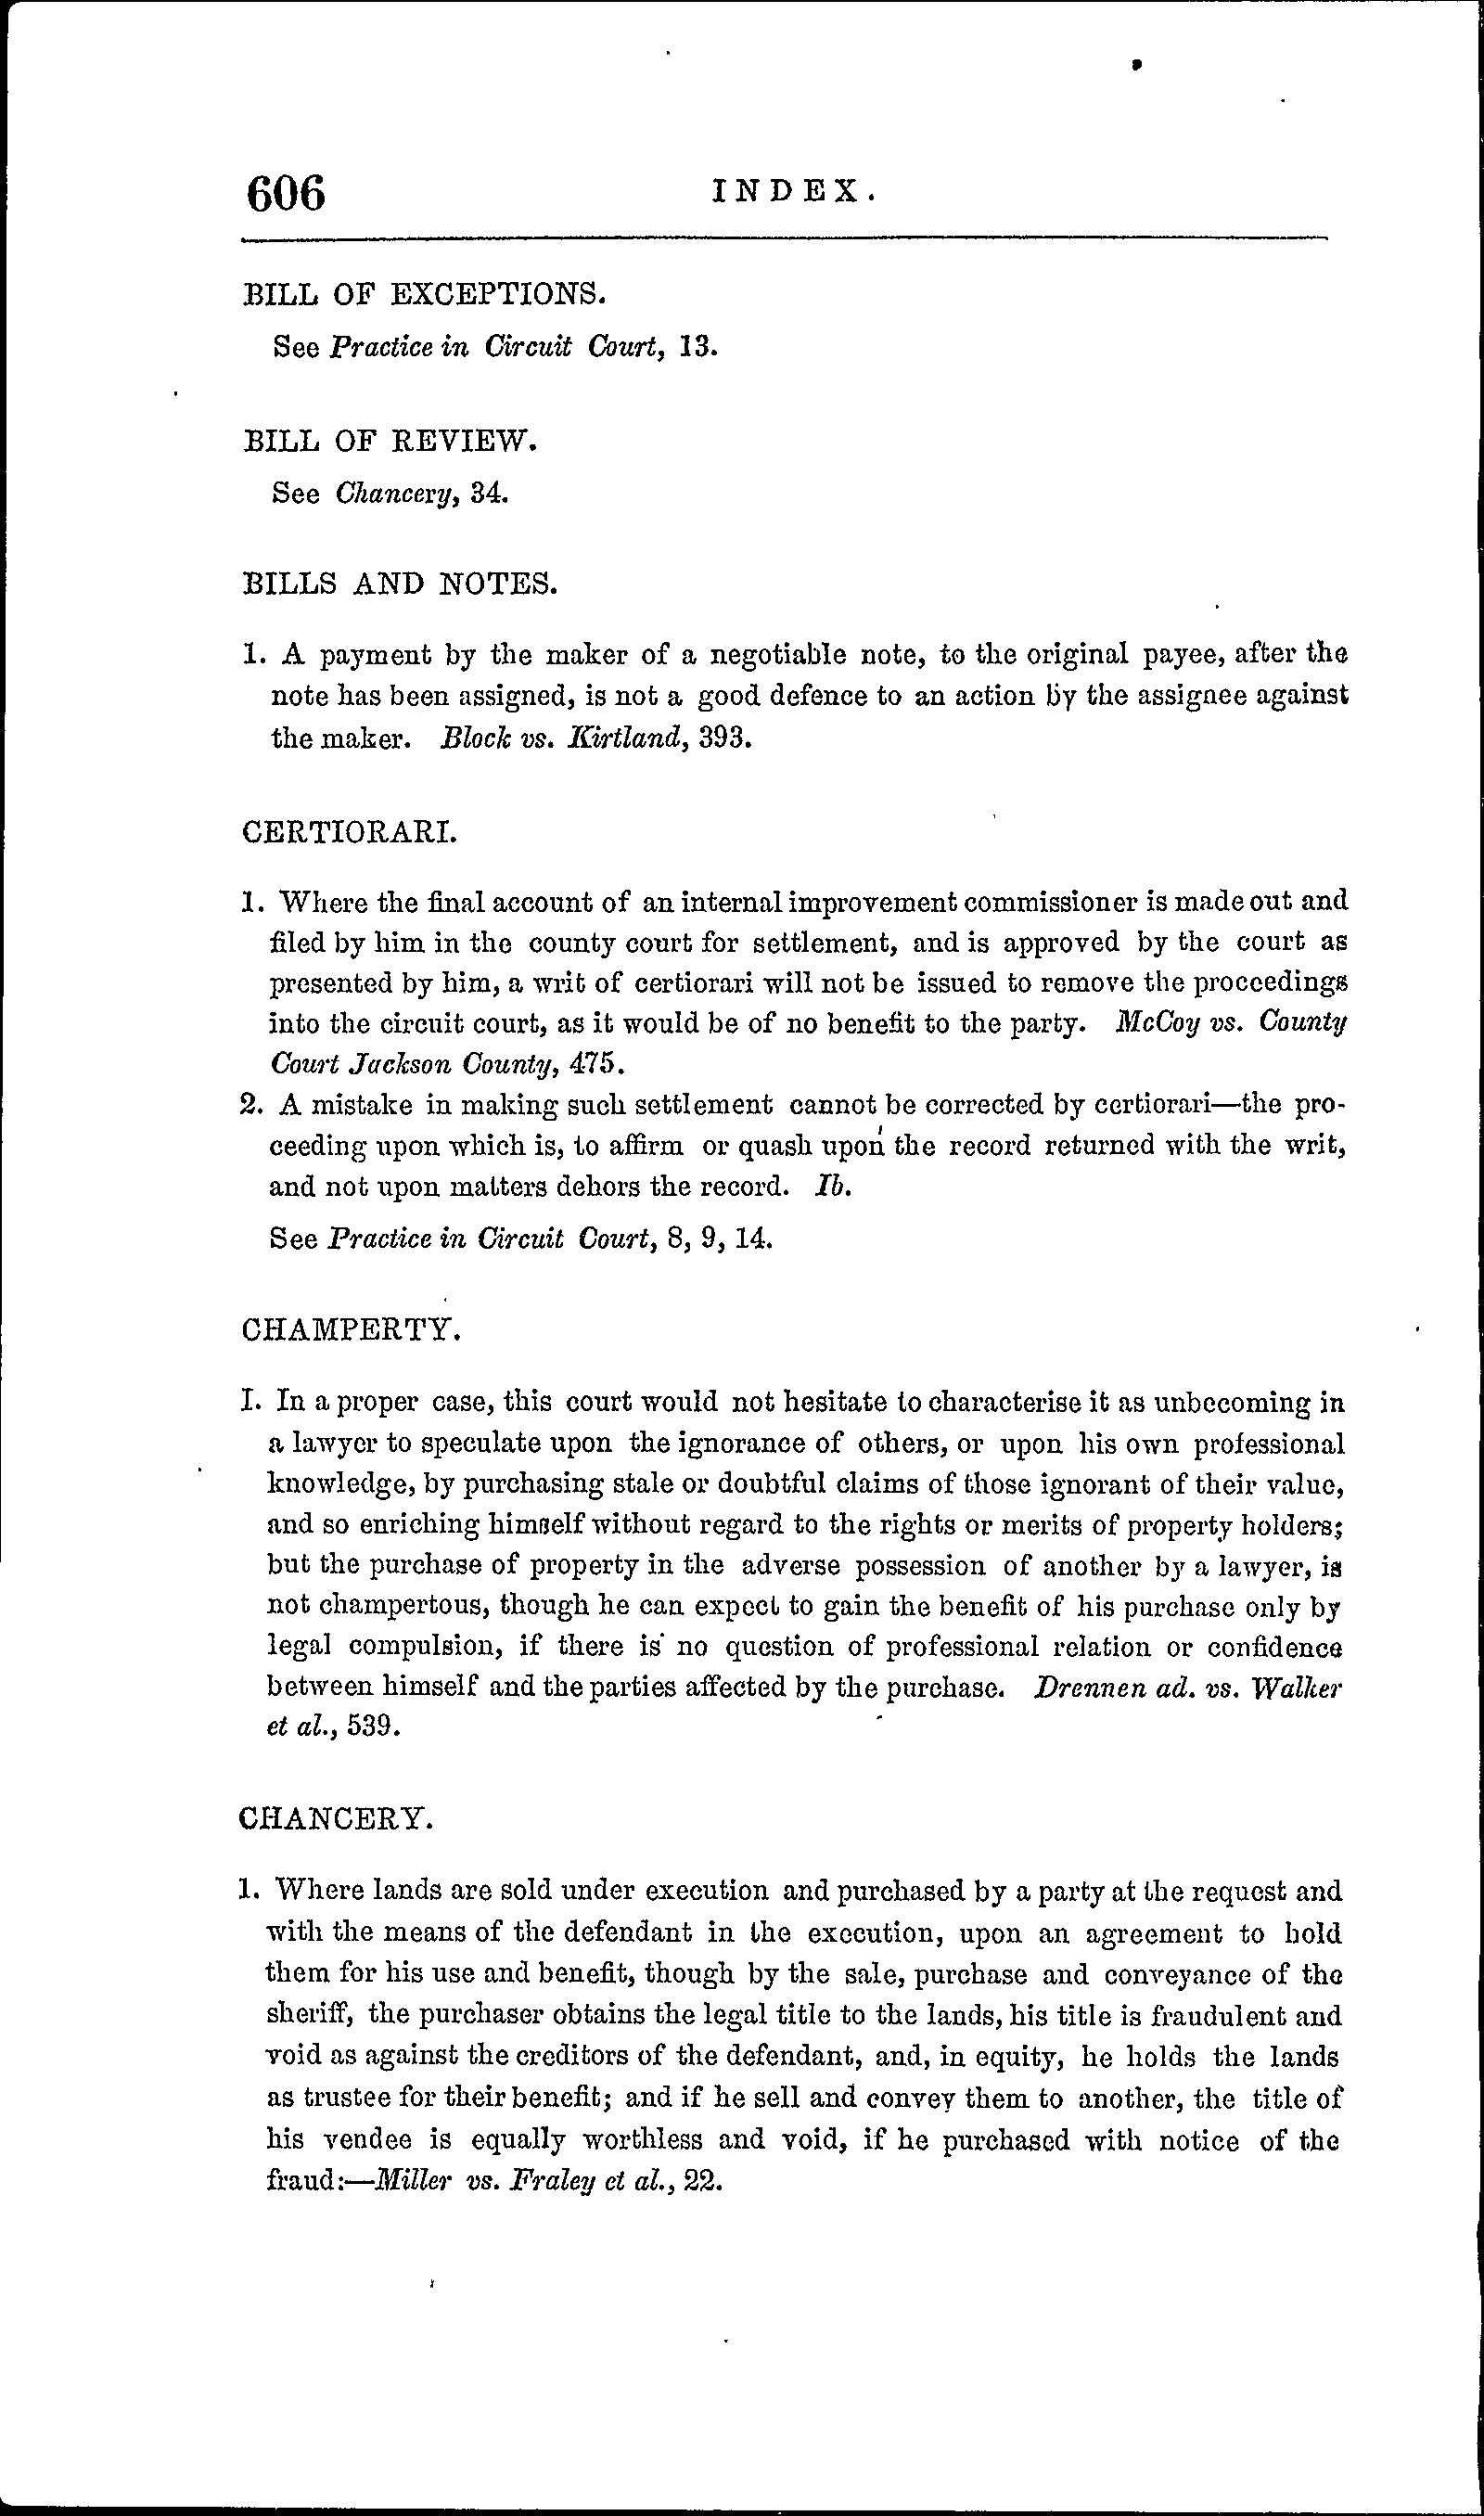 606 INDEX.
BILL OF EXCEPTIONS.
See Practice in Circuit Court, 13.
BILL OF REVIEW.
See Chancery, 34.
BILLS AND NOTES.
1. A payment by the maker of a negotiable note, to the original payee, after the
note has been assigned, is not a good defence to an action by the assignee against
the maker. Block vs. Kirtland, 393.
CERTIORARI.
1. Where the final account of an internal improvement commissioner is made out and
filed by him in the county court for settlement, and is approved by the court as
presented by him, a writ of certiorari will not be issued to remove the proceedings
into the circuit court, as it would be of no benefit to the party. McCoy vs. County
Court Jackson County, 475.
2. A mistake in making such settlement cannot be corrected by certiorari—the pro-
ceeding upon which is, to affirm or quash upon the record returned with the writ,
and not upon matters dehors the record. Ib.
See Practice in Circuit Court, 8, 9, 14.
CHAMPERTY.
I. In a proper case, this court would not hesitate to characterise it as unbecoming in
a lawyer to speculate upon the ignorance of others, or upon his own professional
knowledge, by purchasing stale or doubtful claims of those ignorant of their value,
and so enriching himself without regard to the rights or merits of property holders;
but the purchase of property in the adverse possession of another by a lawyer, is
not champertous, though he can expect to gain the benefit of his purchase only by
legal compulsion, if there is no question of professional relation or confidence
between himself and the parties affected by the purchase. Drennen ad. vs. Walker
et al., 539.
CHANCERY.
1. Where lands are sold under execution and purchased by a party at the request and
with the means of the defendant in the execution, upon an agreement to hold
them for his use and benefit, though by the sale, purchase and conveyance of the
sheriff, the purchaser obtains the legal title to the lands, his title is fraudulent and
void as against the creditors of the defendant, and, in equity, he holds the lands
as trustee for their benefit; and if he sell and convey them to another, the title of
his vendee is equally worthless and void, if he purchased with notice of the
fraud:—Miller vs. Fraley et al., 22.